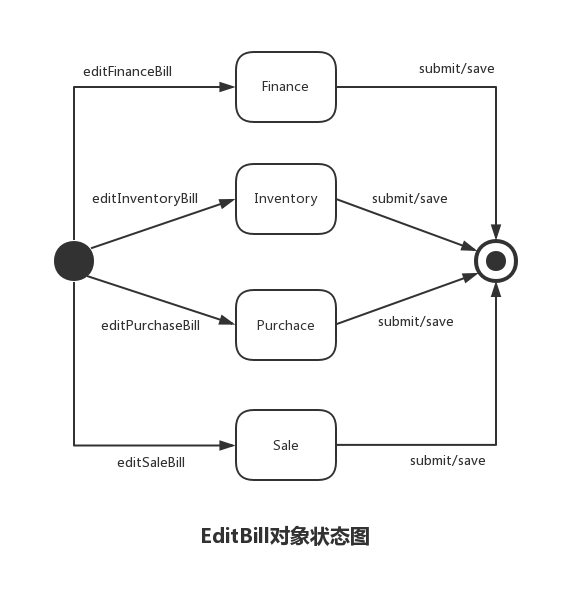 editFinanceBill
Finance
submit/save
editInventoryBill
Inventory
submit/save
editPurchaseBill
Purchace
submit/save
editSaleBill
Sale
submit/save
EditBill对象状态图